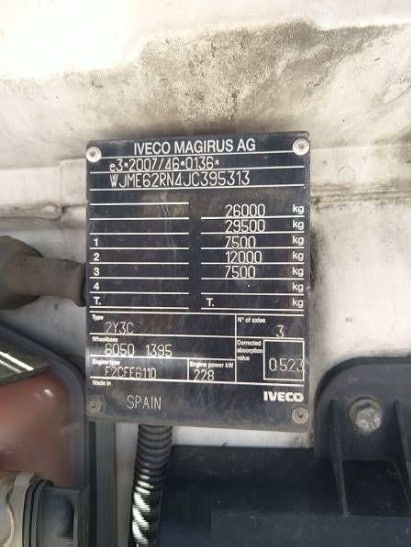 IVECO MAGIRUS AG
e3*2007/46*0136*
WJME62RN4JC395313
26000 kg
29500 kg
1 7500 kg
2 12000 kg
3 7500 kg
4 kg
T. T. kg
Type
2Y3C
N° of axles
3
Wheelbase
6050 1395
Corrected absorption value
0523
Engine type
F2CFE611D
Engine power kW
228
Made in
SPAIN
IVECO